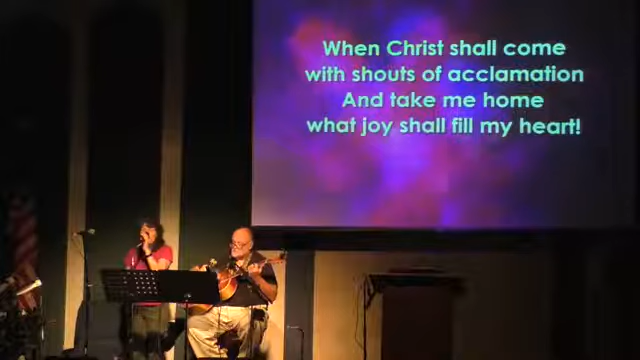 When Christ shall come
with shouts of acclamation
And take me home
what joy shall fill my heart!